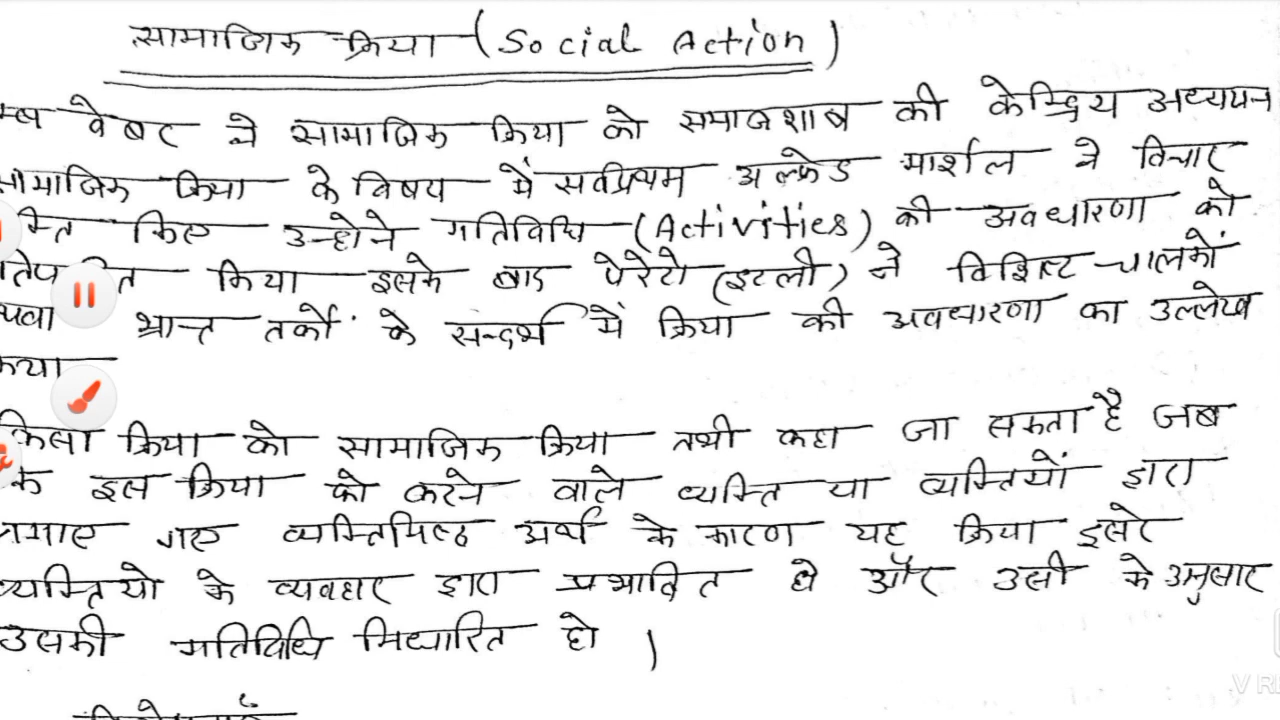 सामाजिक क्रिया (Social Action)
वेबर ने सामाजिक क्रिया को समाजशास्त्र की केन्द्रिय अध्ययन
सामाजिक क्रिया के विषय में सर्वप्रथम अल्फ्रेड मार्शल ने विचार
किए उन्होने गतिविधि (Activities) की अवधारणा को
किया इसके बाद पेरेटो (इटली) ने विशिष्ट चालकों
भ्रान्त तर्कों के सन्दर्भ में क्रिया की अवधारणा का उल्लेख
किसी क्रिया को सामाजिक क्रिया तभी कहा जा सकता है जब
इस क्रिया को करने वाले व्यक्ति या व्यक्तियों द्वारा
गए व्यक्तिनिष्ठ अर्थ के कारण यह क्रिया दूसरे
व्यक्तियो के व्यवहार द्वारा प्रभावित हो और उसी के अनुसार
उसकी गतिविधि निर्धारित हो |